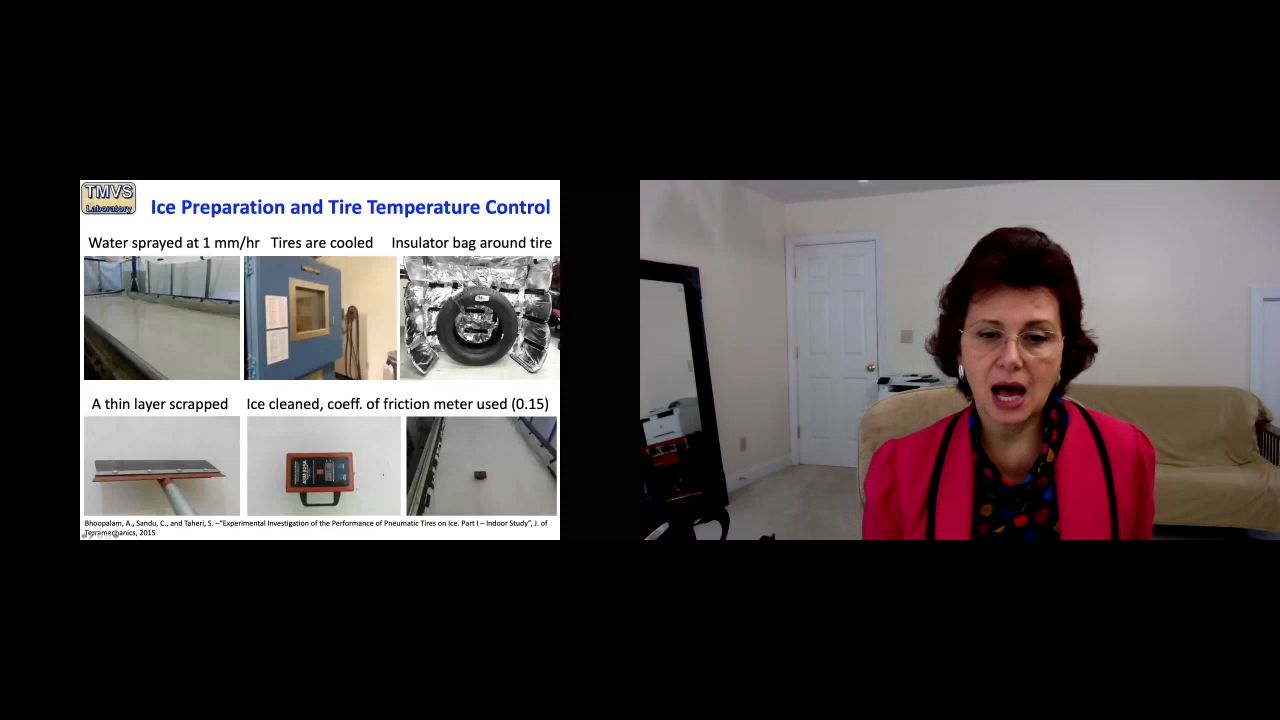 TMVS
Laboratory
Ice Preparation and Tire Temperature Control
Water sprayed at 1 mm/hr
Tires are cooled
Insulator bag around tire
A thin layer scrapped
Ice cleaned, coeff. of friction meter used (0.15)
Bhoopalam, A., Sandu, C., and Taheri, S. –“Experimental Investigation of the Performance of Pneumatic Tires on Ice. Part I – Indoor Study”, J. of
Terramechanics, 2015